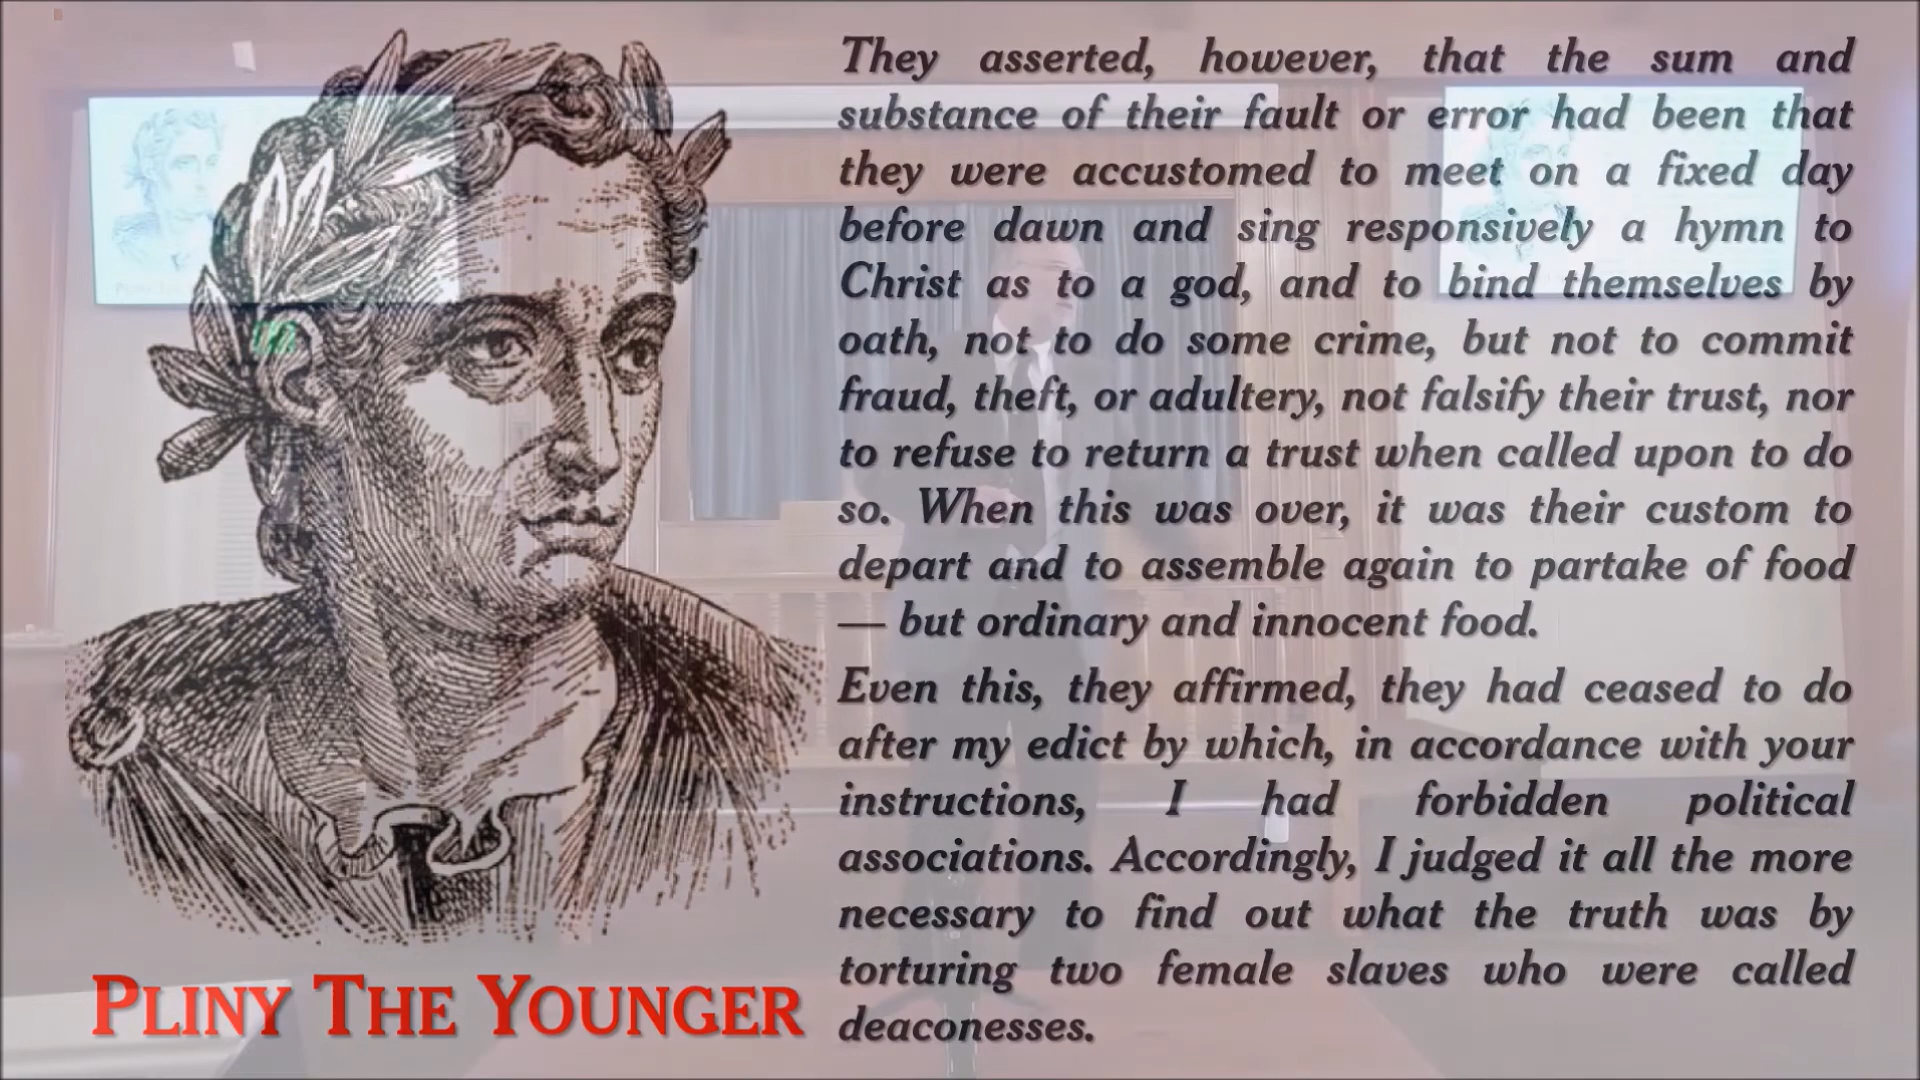 They asserted, however, that the sum and
substance of their fault or error had been that
they were accustomed to meet on a fixed day
before dawn and sing responsively a hymn to
Christ as to a god, and to bind themselves by
oath, not to do some crime, but not to commit
fraud, theft, or adultery, not falsify their trust, nor
to refuse to return a trust when called upon to do
so. When this was over, it was their custom to
depart and to assemble again to partake of food
— but ordinary and innocent food.
Even this, they affirmed, they had ceased to do
after my edict by which, in accordance with your
instructions, I had forbidden political
associations. Accordingly, I judged it all the more
necessary to find out what the truth was by
torturing two female slaves who were called
deaconesses.
PLINY THE YOUNGER